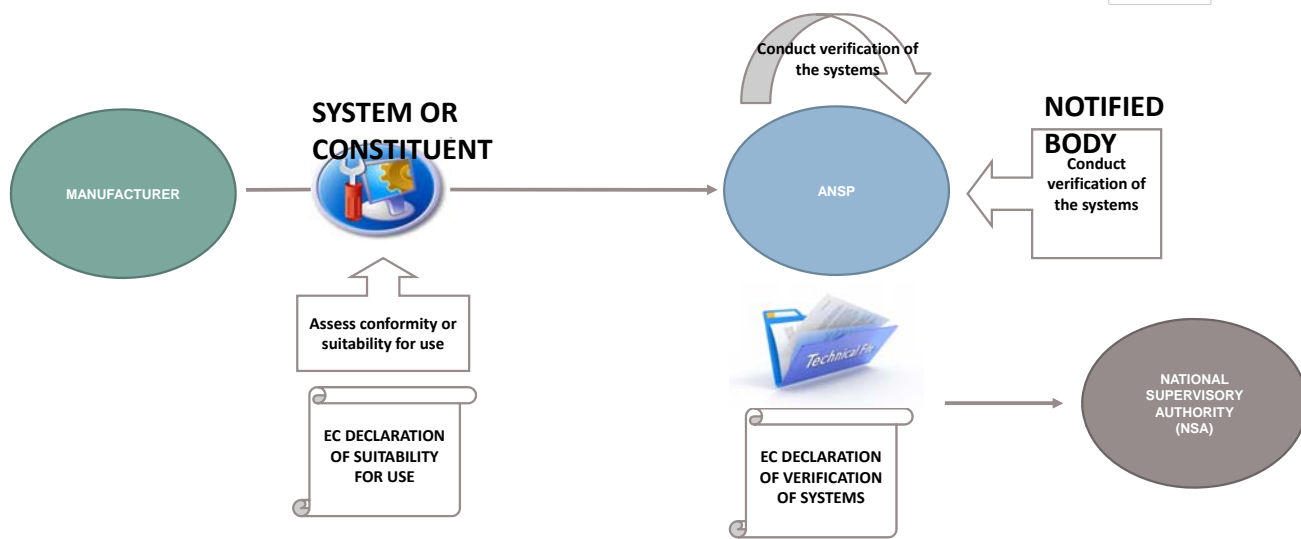 Conduct verification of
the systems
SYSTEM OR
CONSTITUENT
NOTIFIED
BODY
Conduct
verification of
the systems
MANUFACTURER
ANSP
Assess conformity or
suitability for use
Technical File
EC DECLARATION
OF SUITABILITY
FOR USE
EC DECLARATION
OF VERIFICATION
OF SYSTEMS
NATIONAL
SUPERVISORY
AUTHORITY
(NSA)